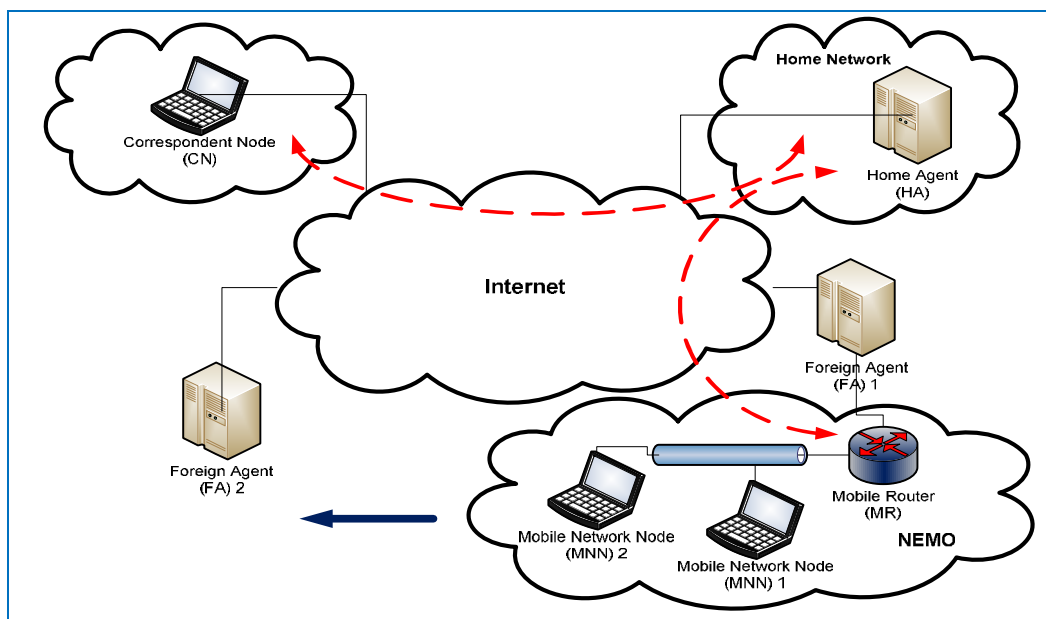 Home Network
Correspondent Node
(CN)
Home Agent
(HA)
Internet
Foreign Agent
(FA) 1
Foreign Agent
(FA) 2
Mobile Router
(MR)
Mobile Network Node
(MNN) 2
NEMO
Mobile Network Node
(MNN) 1